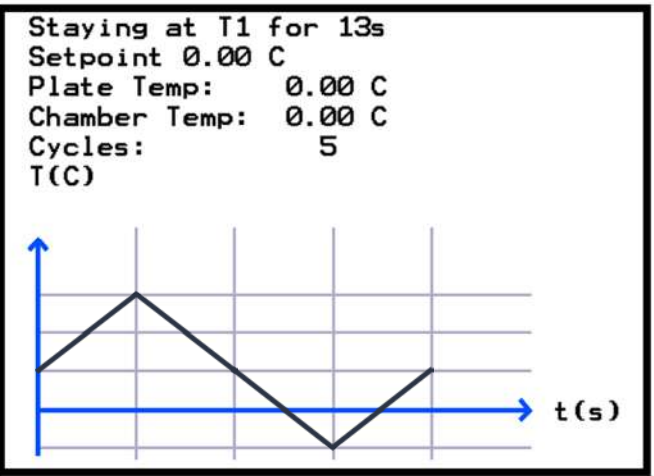 Staying at T1 for 13s
Setpoint 0.00 C
Plate Temp: 0.00 C
Chamber Temp: 0.00 C
Cycles: 5
T(C)
t(s)